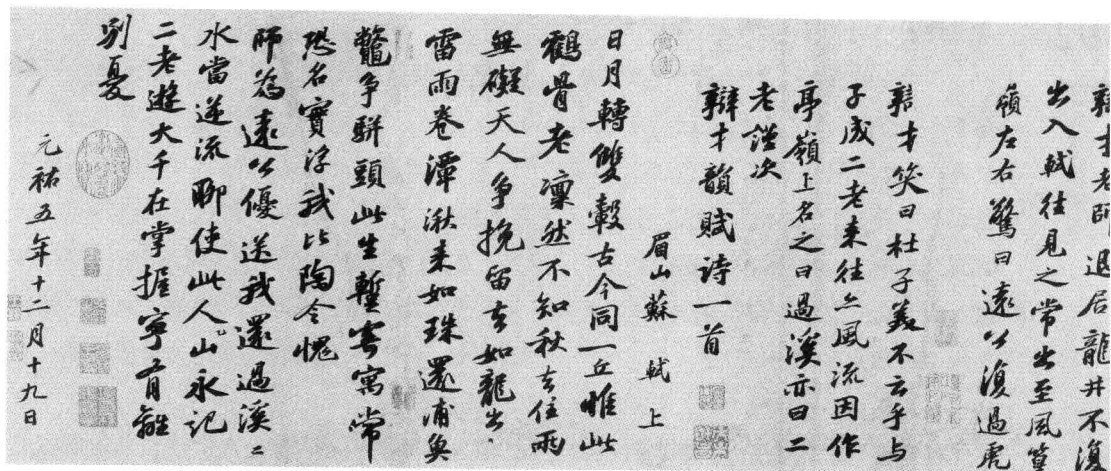 辯才老師退居龍井不復
出入軾往見之常出至風篁
嶺左右驚曰遠公復過虎
辯才笑曰杜子美不云乎與
子成二老来往亦風流因作
亭嶺上名之曰過溪亦曰二
老謹次
辯才韻賦詩一首
眉山蘇 軾 上
日月轉雙轂古今同一丘惟此
鶴骨老凛然不知秋去住兩
無礙天人争挽留去如龍出
雷雨卷潭湫来如珠還浦魚
鼈争駢頭此生暫寄寓常
恐名實浮我比陶令愧
師為遠公優送我還過溪溪
水當逆流聊使此人山永記
二老遊大千在掌握寧有離
別憂
元祐五年十二月十九日